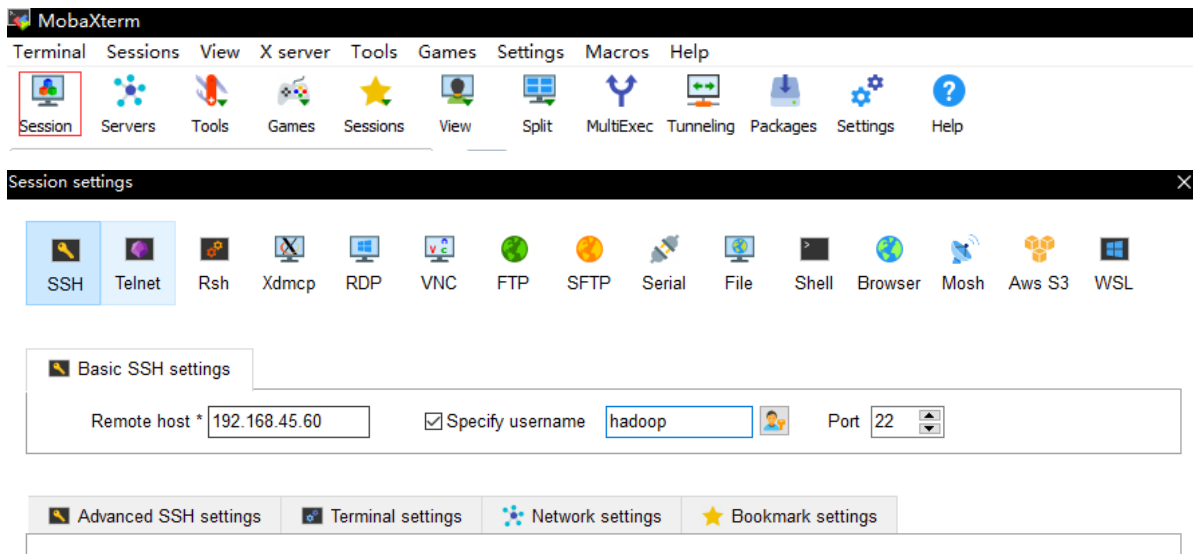 MobaXterm
Terminal Sessions View X server Tools Games Settings Macros Help
Session Servers Tools Games Sessions View Split MultiExec Tunneling Packages Settings Help
Session settings
SSH Telnet Rsh Xdmcp RDP VNC FTP SFTP Serial File Shell Browser Mosh Aws S3 WSL
Basic SSH settings
Remote host * 192.168.45.60 Specify username hadoop Port 22
Advanced SSH settings Terminal settings Network settings Bookmark settings